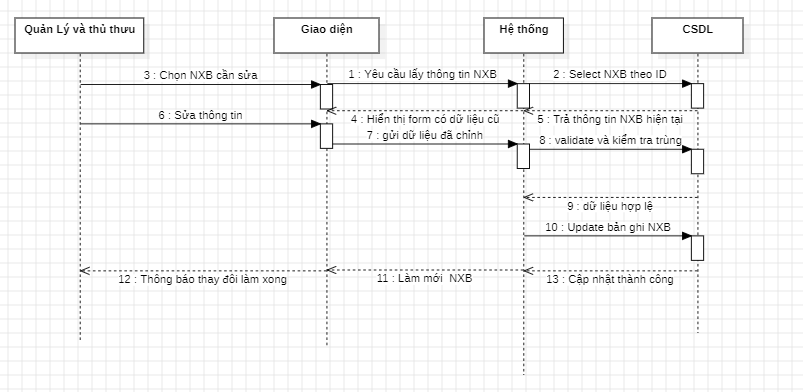 Quản Lý và thủ thưu
Giao diện
Hệ thống
CSDL
3 : Chọn NXB cần sửa
1 : Yêu cầu lấy thông tin NXB
2 : Select NXB theo ID
6 : Sửa thông tin
4 : Hiển thị form có dữ liệu cũ
5 : Trả thông tin NXB hiện tại
7 : gửi dữ liệu đã chỉnh
8 : validate và kiểm tra trùng
9 : dữ liệu hợp lệ
10 : Update bản ghi NXB
12 : Thông báo thay đôi làm xong
11 : Làm mới NXB
13 : Cập nhật thành công